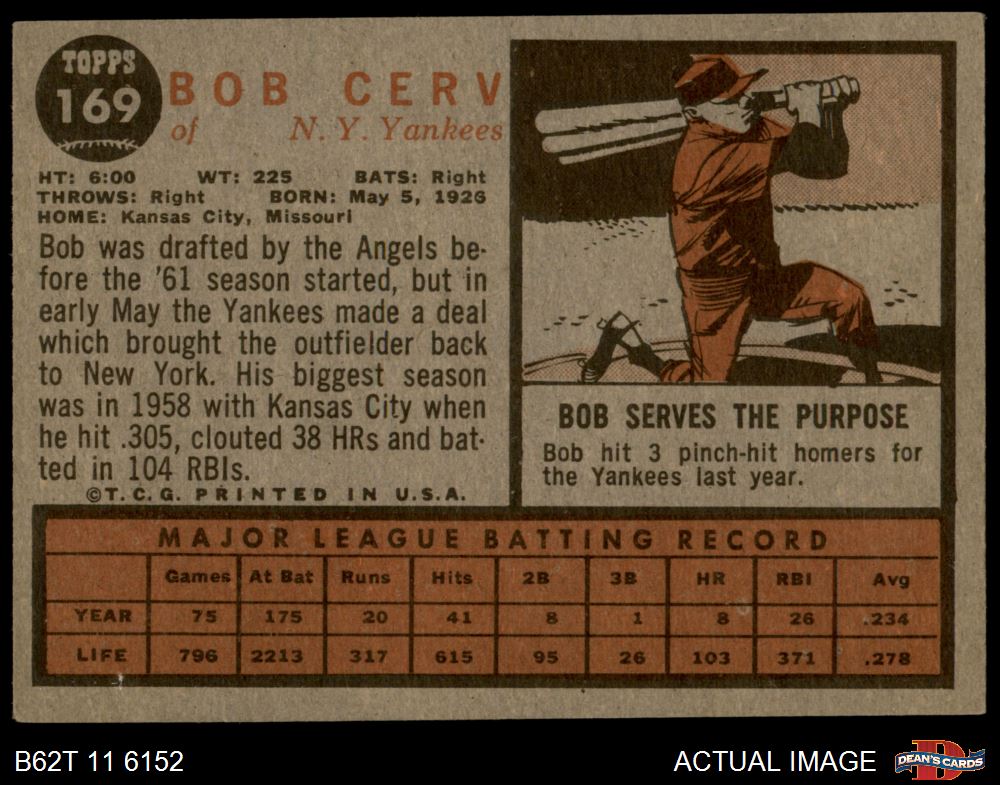 TOPPS
169
BOB CERV
of N. Y. Yankees
HT: 6:00 WT: 225 BATS: Right
THROWS: Right BORN: May 5, 1926
HOME: Kansas City, Missouri
Bob was drafted by the Angels be-
fore the '61 season started, but in
early May the Yankees made a deal
which brought the outfielder back
to New York. His biggest season
was in 1958 with Kansas City when
he hit .305, clouted 38 HRs and bat-
ted in 104 RBIs.
©T.C.G. PRINTED IN U.S.A.
BOB SERVES THE PURPOSE
Bob hit 3 pinch-hit homers for
the Yankees last year.
MAJOR LEAGUE BATTING RECORD
Games At Bat Runs Hits 2B 3B HR RBI Avg
YEAR 75 175 20 41 8 1 8 26 .234
LIFE 796 2213 317 615 95 26 103 371 .278
B62T 11 6152
ACTUAL IMAGE
D
DEAN'S CARDS